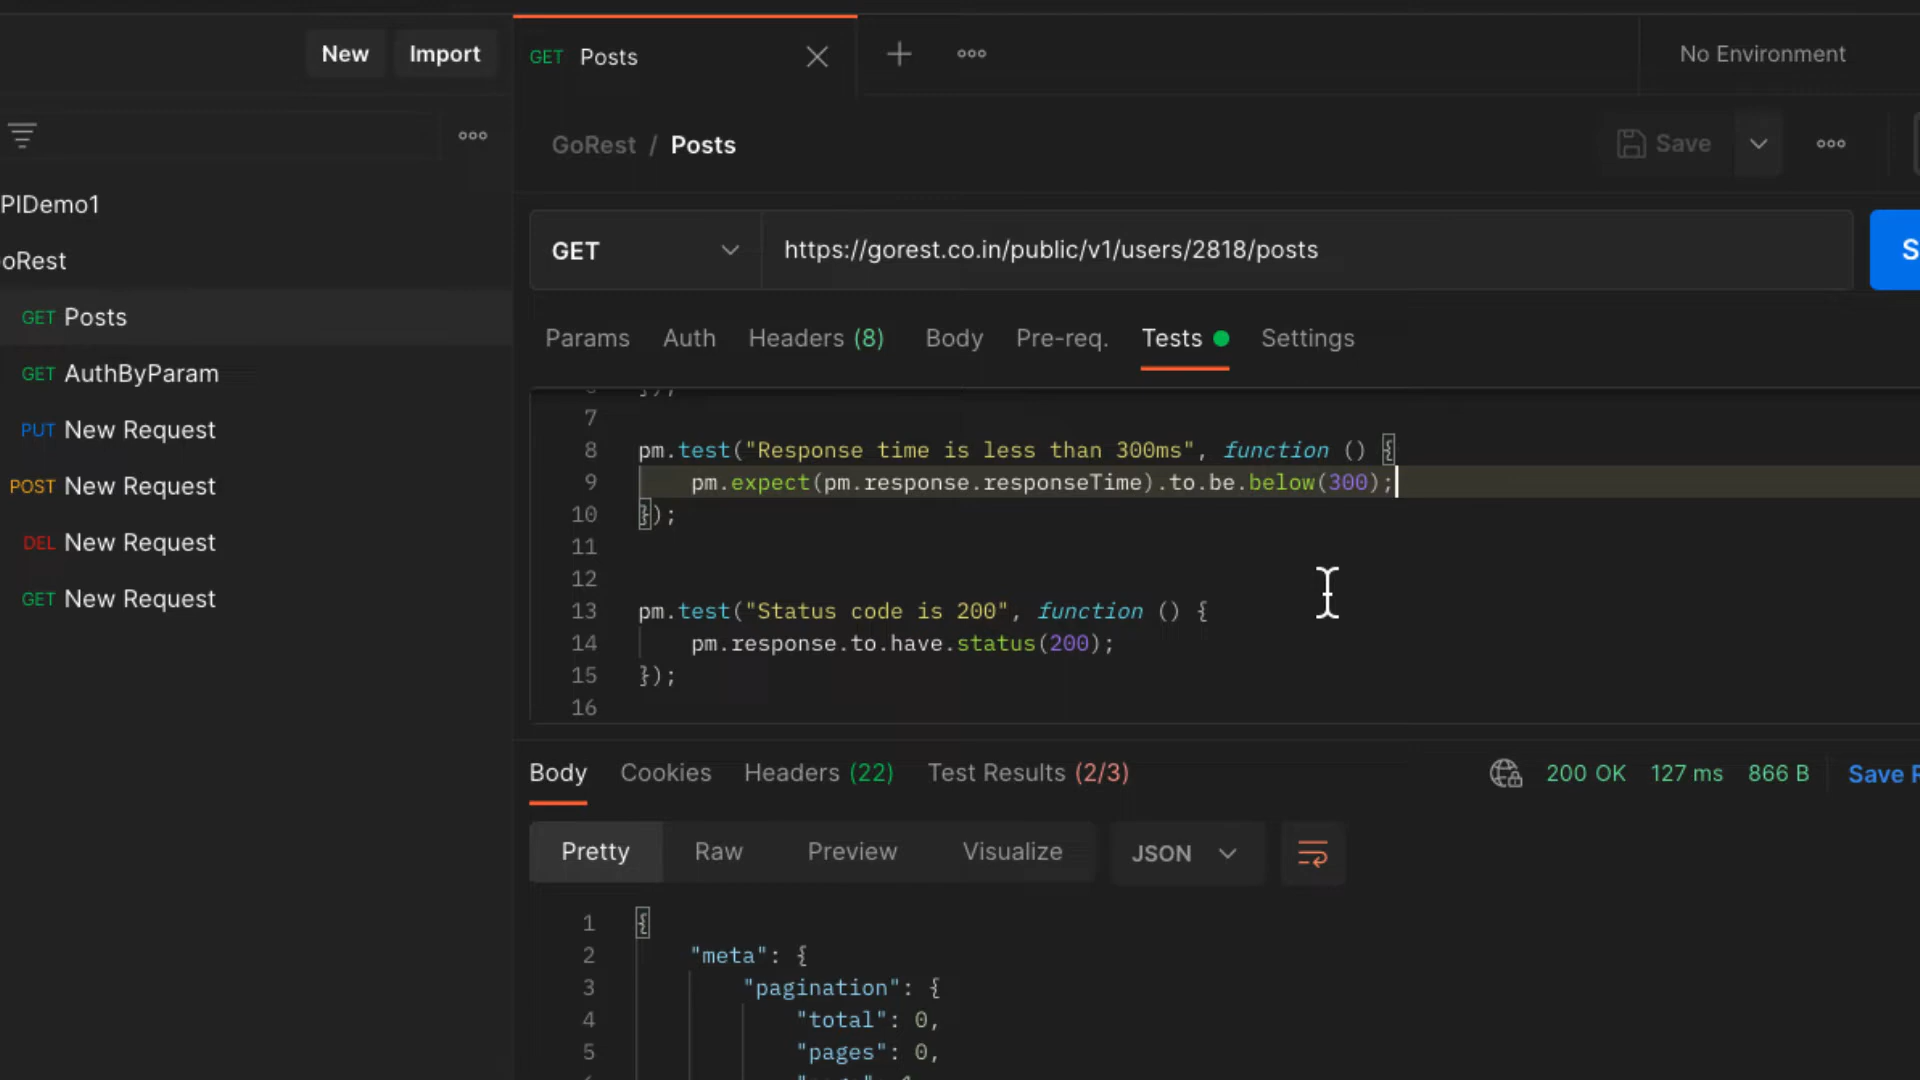 New Import
GET Posts
No Environment
GoRest / Posts
Save
PIDemo1
oRest
GET Posts
GET AuthByParam
PUT New Request
POST New Request
DEL New Request
GET New Request
GET https://gorest.co.in/public/v1/users/2818/posts
S
Params Auth Headers (8) Body Pre-req. Tests Settings
});
7
8 pm.test("Response time is less than 300ms", function () {
9 pm.expect(pm.response.responseTime).to.be.below(300);
10 });
11
12
13 pm.test("Status code is 200", function () {
14 pm.response.to.have.status(200);
15 });
16
Body Cookies Headers (22) Test Results (2/3) 200 OK 127 ms 866 B Save R
Pretty Raw Preview Visualize JSON
1 {
2 "meta": {
3 "pagination": {
4 "total": 0,
5 "pages": 0,